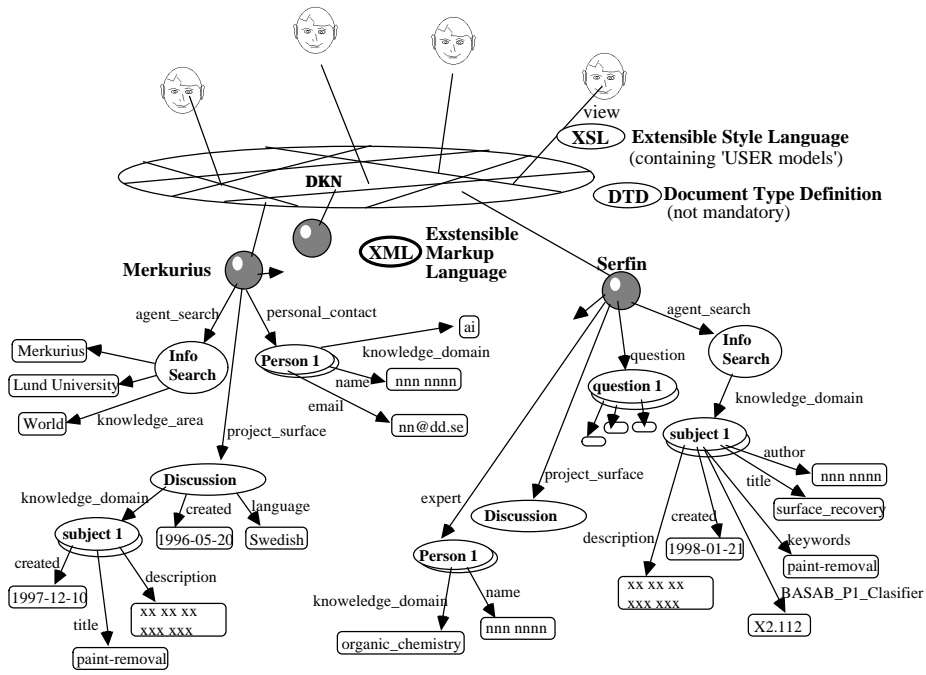 view
XSL
Extensible Style Language
(containing 'USER models')
DKN
DTD
Document Type Definition
(not mandatory)
XML
Exstensible
Markup
Language
Merkurius
Serfin
agent_search
personal_contact
agent_search
Merkurius
Lund University
World
Info
Search
knowledge_area
Person 1
ai
knowledge_domain
name
nnn nnnn
email
nn@dd.se
question
question 1
Info
Search
knowledge_domain
subject 1
author
nnn nnnn
title
surface_recovery
keywords
paint-removal
BASAB_P1_Clasifier
X2.112
created
1998-01-21
description
xx xx xx
xxx xxx
project_surface
Discussion
knowledge_domain
created
language
1996-05-20
Swedish
subject 1
created
1997-12-10
title
description
xx xx xx
xxx xxx
paint-removal
project_surface
Discussion
expert
Person 1
knoweledge_domain
name
organic_chemistry
nnn nnnn